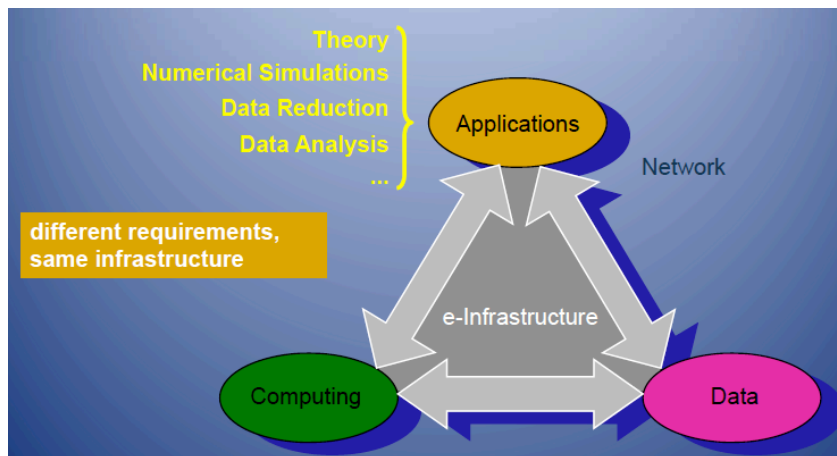 Theory
Numerical Simulations
Data Reduction
Data Analysis
...
Applications
Network
different requirements,
same infrastructure
e-Infrastructure
Computing
Data